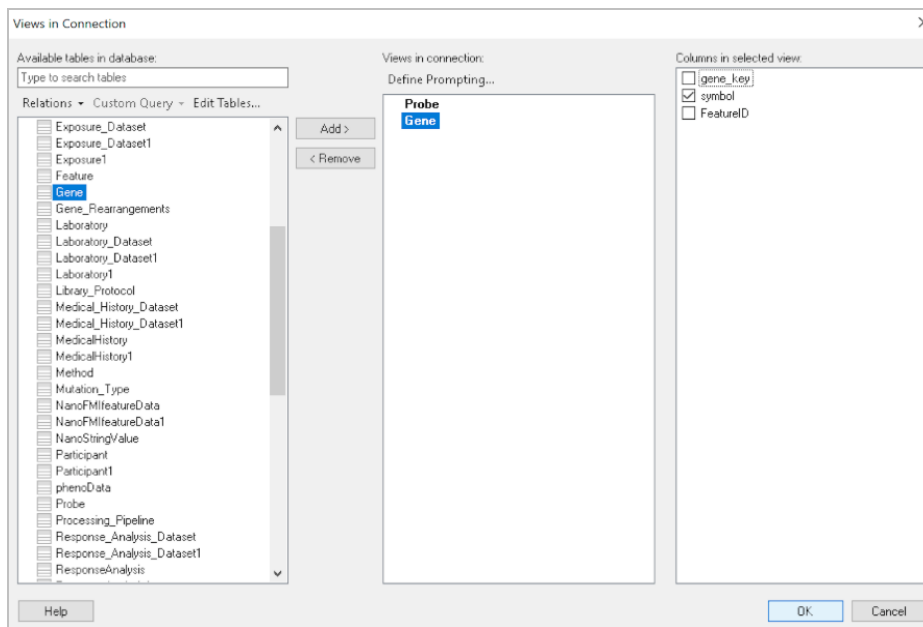 Views in Connection
Available tables in database:
Type to search tables
Relations Custom Query Edit Tables...
Exposure_Dataset
Exposure_Dataset1
Exposure1
Feature
Gene
Gene_Rearrangements
Laboratory
Laboratory_Dataset
Laboratory_Dataset1
Laboratory1
Library_Protocol
Medical_History_Dataset
Medical_History_Dataset1
MedicalHistory
MedicalHistory1
Method
Mutation_Type
NanoFMIfeatureData
NanoFMIfeatureData1
NanoStringValue
Participant
Participant1
phenoData
Probe
Processing_Pipeline
Response_Analysis_Dataset
Response_Analysis_Dataset1
ResponseAnalysis
Add >
< Remove
Views in connection:
Define Prompting...
Probe
Gene
Columns in selected view:
gene_key
symbol
FeatureID
Help
OK
Cancel